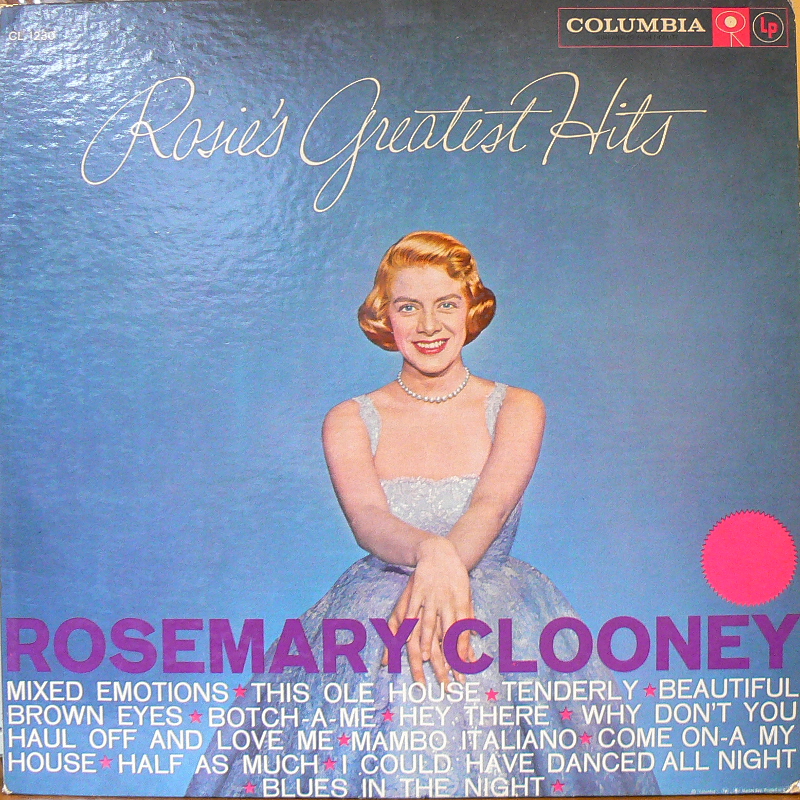 CL 1230
COLUMBIA Lp
Rosie's Greatest Hits
ROSEMARY CLOONEY
MIXED EMOTIONS ★ THIS OLE HOUSE ★ TENDERLY ★ BEAUTIFUL
BROWN EYES ★ BOTCH-A-ME ★ HEY THERE ★ WHY DON'T YOU
HAUL OFF AND LOVE ME ★ MAMBO ITALIANO ★ COME ON-A MY
HOUSE ★ HALF AS MUCH ★ I COULD HAVE DANCED ALL NIGHT
★ BLUES IN THE NIGHT ★